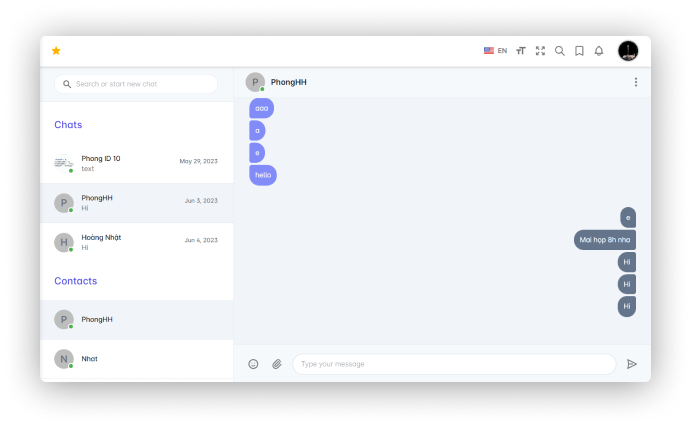 EN
Search or start new chat
Chats
Phong ID 10
May 29, 2023
text
P
PhongHH
Jun 3, 2023
Hi
H
Hoàng Nhật
Jun 4, 2023
Hi
Contacts
P
PhongHH
N
Nhat
P
PhongHH
aaa
a
e
hello
e
Mai họp 8h nha
Hi
Hi
Hi
Type your message